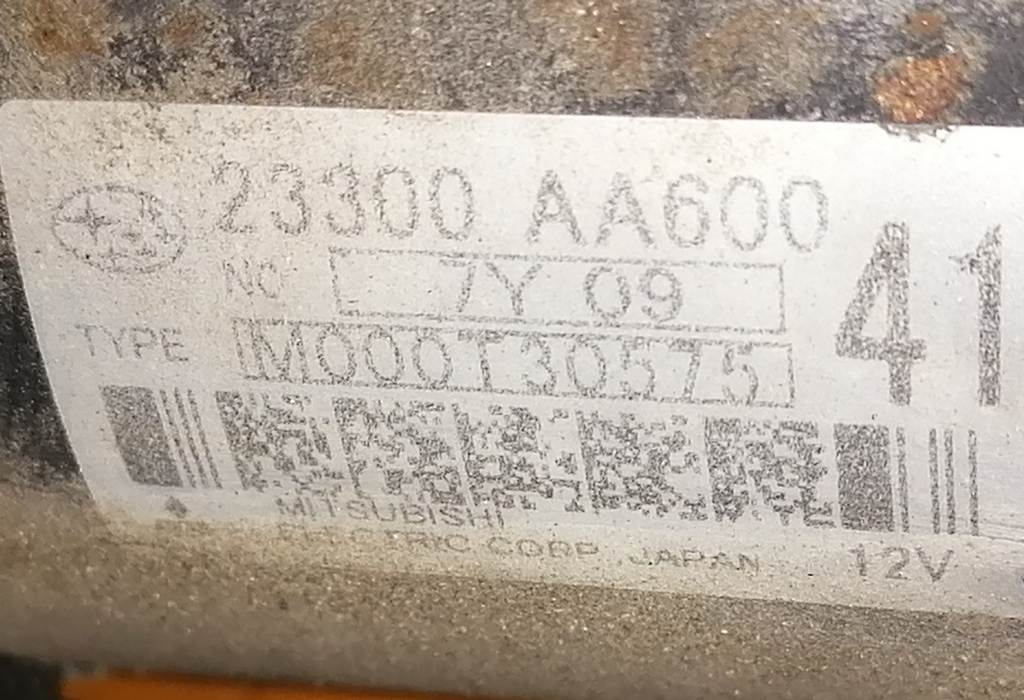 23300 AA600
41
NO 7Y 09
TYPE M000T30575
MITSUBISHI
ELECTRIC CORP. JAPAN
12V